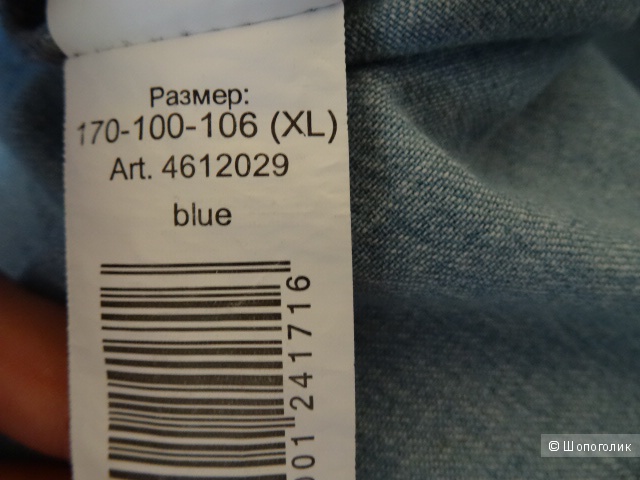 Размер:
170-100-106 (XL)
Art. 4612029
blue
001 241716
© Шопоголик